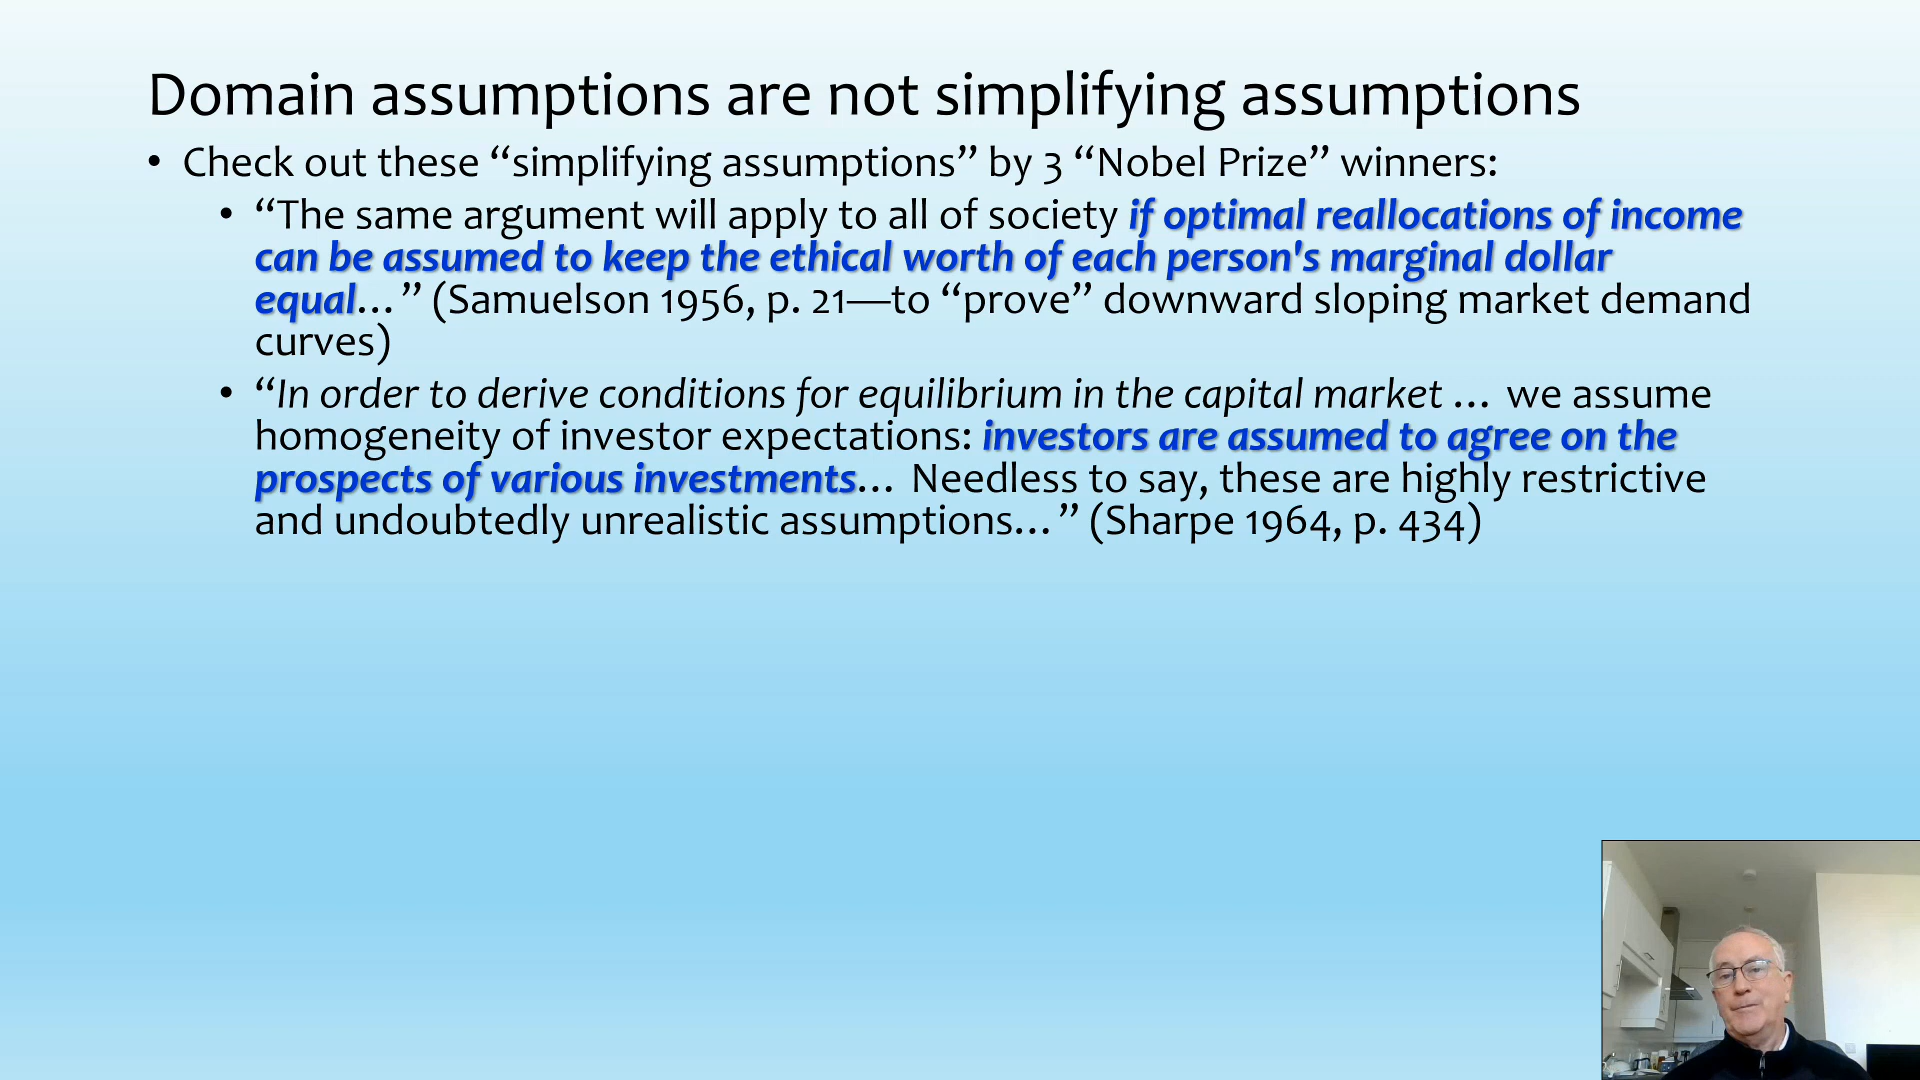 Domain assumptions are not simplifying assumptions
• Check out these “simplifying assumptions” by 3 “Nobel Prize” winners:
• “The same argument will apply to all of society if optimal reallocations of income
can be assumed to keep the ethical worth of each person's marginal dollar
equal…” (Samuelson 1956, p. 21—to “prove” downward sloping market demand
curves)
• “In order to derive conditions for equilibrium in the capital market … we assume
homogeneity of investor expectations: investors are assumed to agree on the
prospects of various investments… Needless to say, these are highly restrictive
and undoubtedly unrealistic assumptions…” (Sharpe 1964, p. 434)